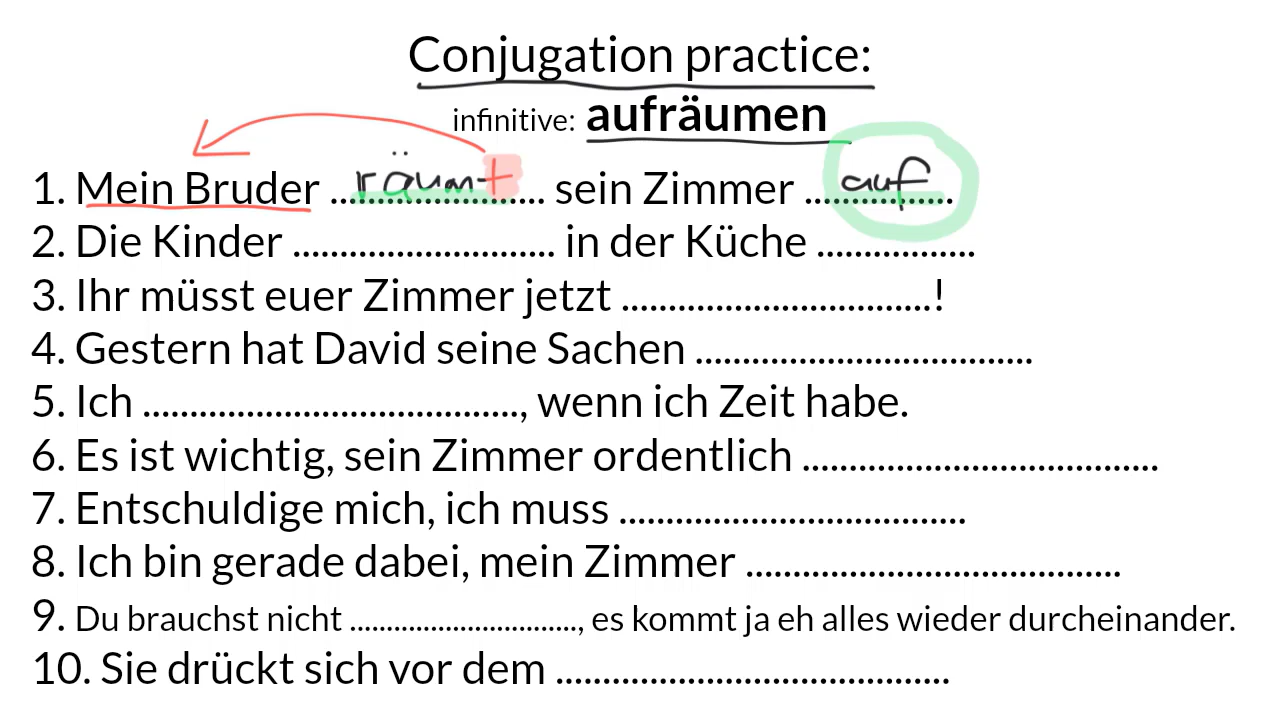 Conjugation practice:
infinitive: aufräumen
1. Mein Bruder ...räumt... sein Zimmer ...auf...
2. Die Kinder ............................ in der Küche .................
3. Ihr müsst euer Zimmer jetzt .................................!
4. Gestern hat David seine Sachen ....................................
5. Ich ........................................, wenn ich Zeit habe.
6. Es ist wichtig, sein Zimmer ordentlich ......................................
7. Entschuldige mich, ich muss .....................................
8. Ich bin gerade dabei, mein Zimmer ........................................
9. Du brauchst nicht ..............................., es kommt ja eh alles wieder durcheinander.
10. Sie drückt sich vor dem ..........................................